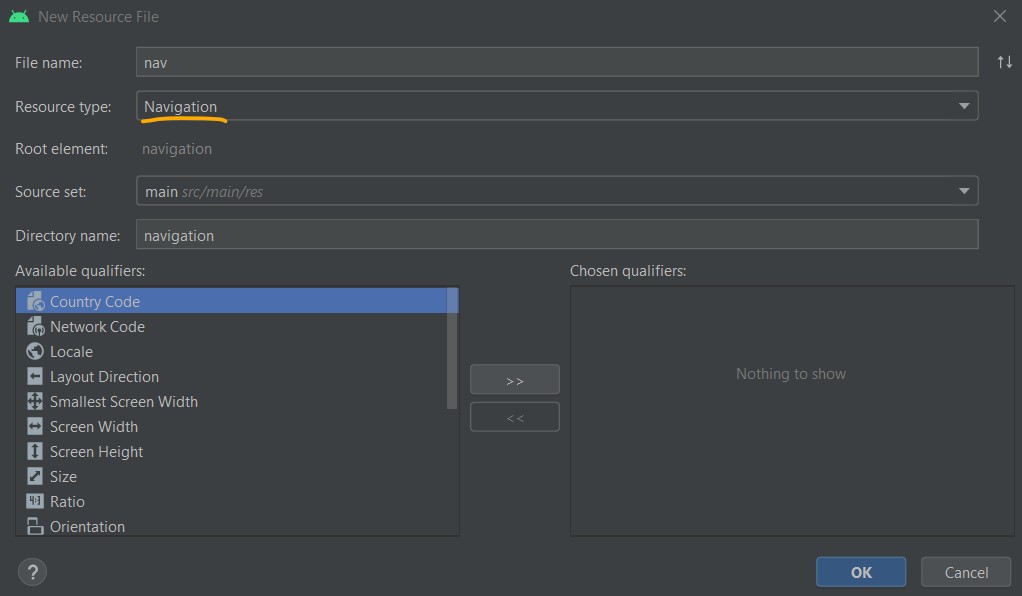 New Resource File
File name: nav
Resource type: Navigation
Root element: navigation
Source set: main src/main/res
Directory name: navigation
Available qualifiers: Chosen qualifiers:
Country Code
Network Code
Locale
Layout Direction
Smallest Screen Width
Screen Width
Screen Height
Size
Ratio
Orientation
>>
<<
Nothing to show
? OK Cancel